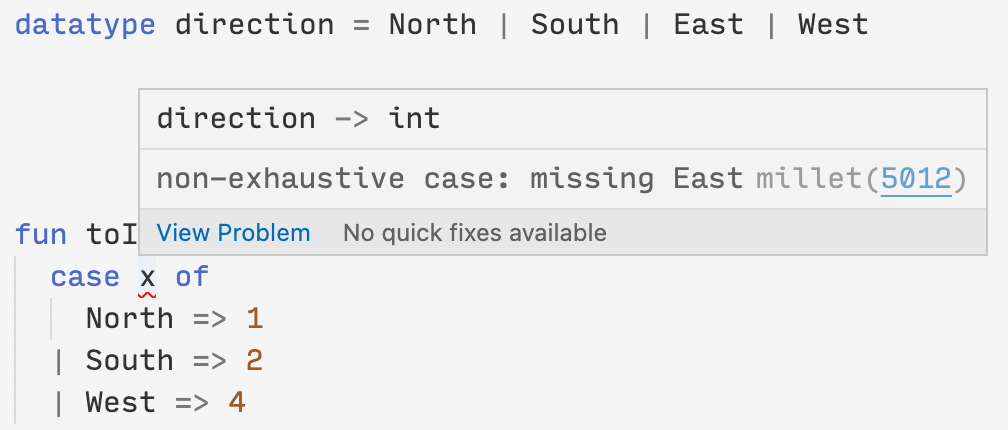 datatype direction = North | South | East | West
direction -> int
non-exhaustive case: missing East millet(5012)
View Problem No quick fixes available
fun toI
case x of
North => 1
| South => 2
| West => 4